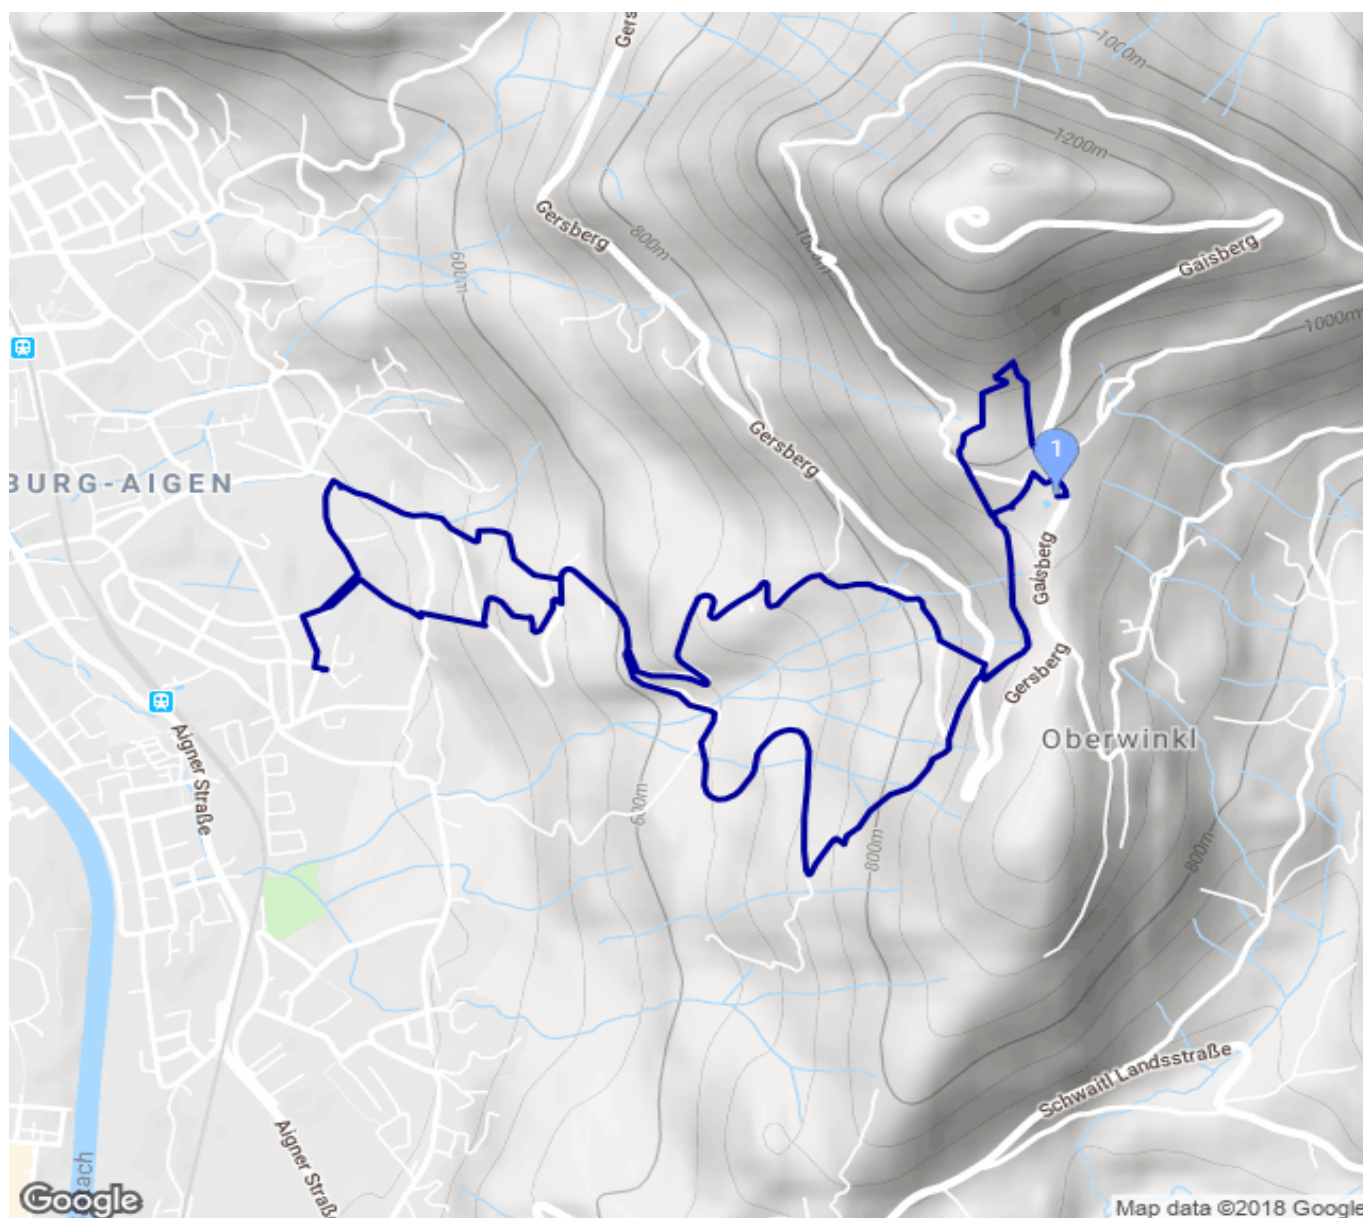 Gers
1000m
1200m
Gersberg
800m
1000m
600m
Gaisberg
1000m
Gersberg
1
BURG-AIGEN
Gaisberg
Gersberg
Oberwinkl
Aigner Straße
600m
800m
800m
Schwaitl Landsstraße
Aigner Straß
ach
Google
Map data ©2018 Google